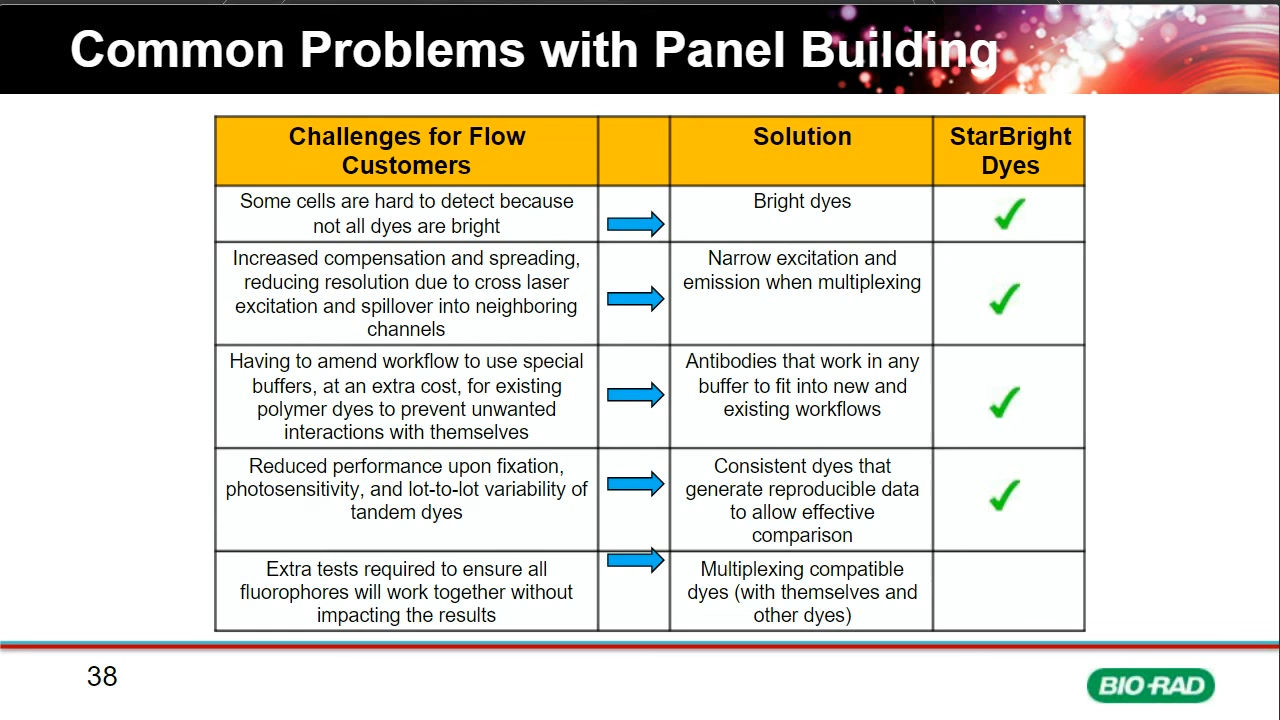 Common Problems with Panel Building
Challenges for Flow
Customers
Solution
StarBright
Dyes
Some cells are hard to detect because
not all dyes are bright
Bright dyes
Increased compensation and spreading,
reducing resolution due to cross laser
excitation and spillover into neighboring
channels
Narrow excitation and
emission when multiplexing
Having to amend workflow to use special
buffers, at an extra cost, for existing
polymer dyes to prevent unwanted
interactions with themselves
Antibodies that work in any
buffer to fit into new and
existing workflows
Reduced performance upon fixation,
photosensitivity, and lot-to-lot variability of
tandem dyes
Consistent dyes that
generate reproducible data
to allow effective
comparison
Extra tests required to ensure all
fluorophores will work together without
impacting the results
Multiplexing compatible
dyes (with themselves and
other dyes)
38
BIO-RAD